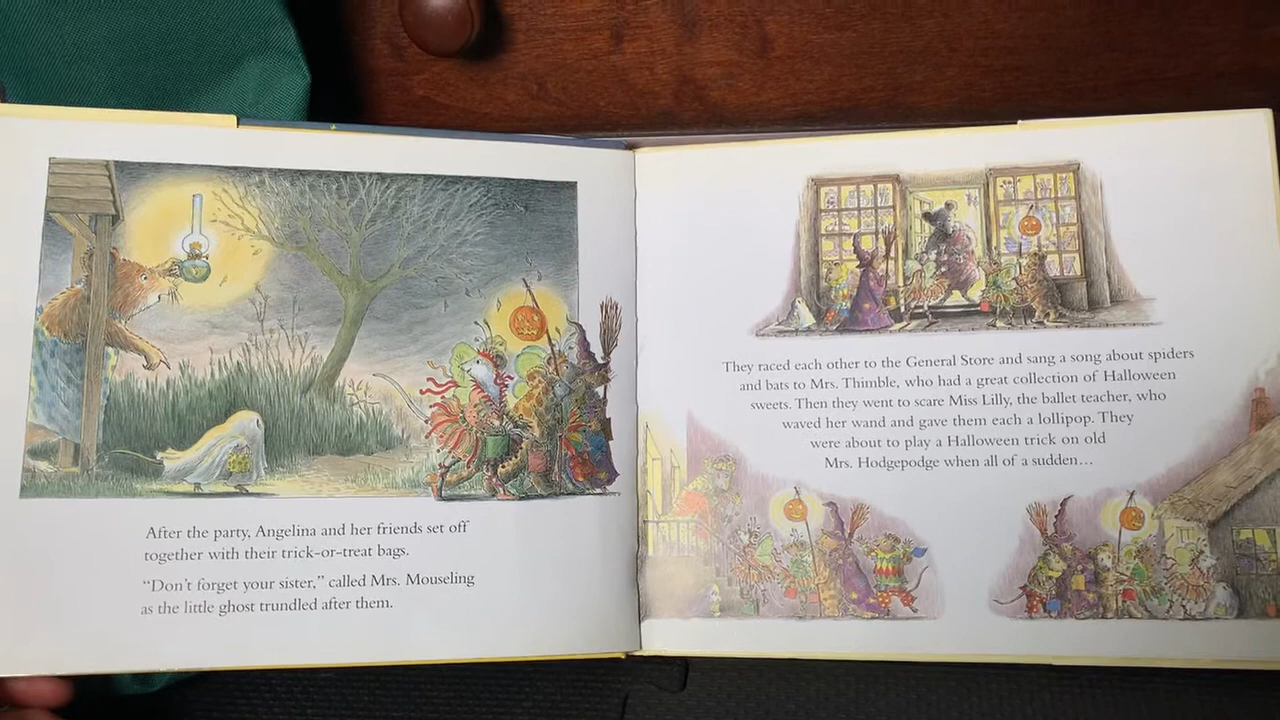 After the party, Angelina and her friends set off
together with their trick-or-treat bags.
“Don’t forget your sister,” called Mrs. Mouseling
as the little ghost trundled after them.
They raced each other to the General Store and sang a song about spiders
and bats to Mrs. Thimble, who had a great collection of Halloween
sweets. Then they went to scare Miss Lilly, the ballet teacher, who
waved her wand and gave them each a lollipop. They
were about to play a Halloween trick on old
Mrs. Hodgepodge when all of a sudden…